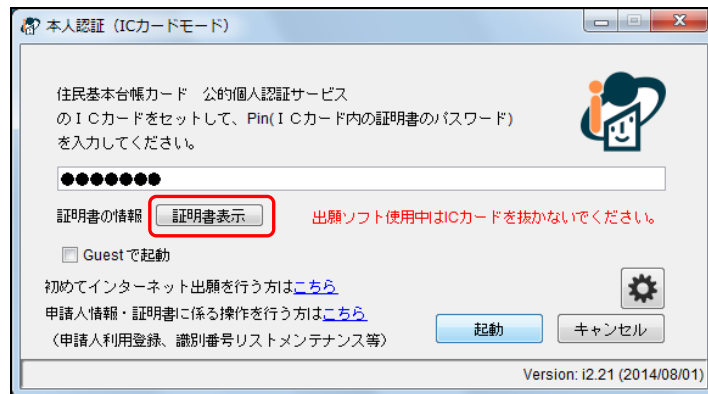 本人認証（ICカードモード）
住民基本台帳カード　公的個人認証サービス
のＩＣカードをセットして、Pin(ＩＣカード内の証明書のパスワード)
を入力してください。
●●●●●●●
証明書の情報 証明書表示 出願ソフト使用中はICカードを抜かないでください。
Guestで起動
初めてインターネット出願を行う方はこちら
申請人情報・証明書に係る操作を行う方はこちら
（申請人利用登録、識別番号リストメンテナンス等） 起動 キャンセル
Version: i2.21 (2014/08/01)